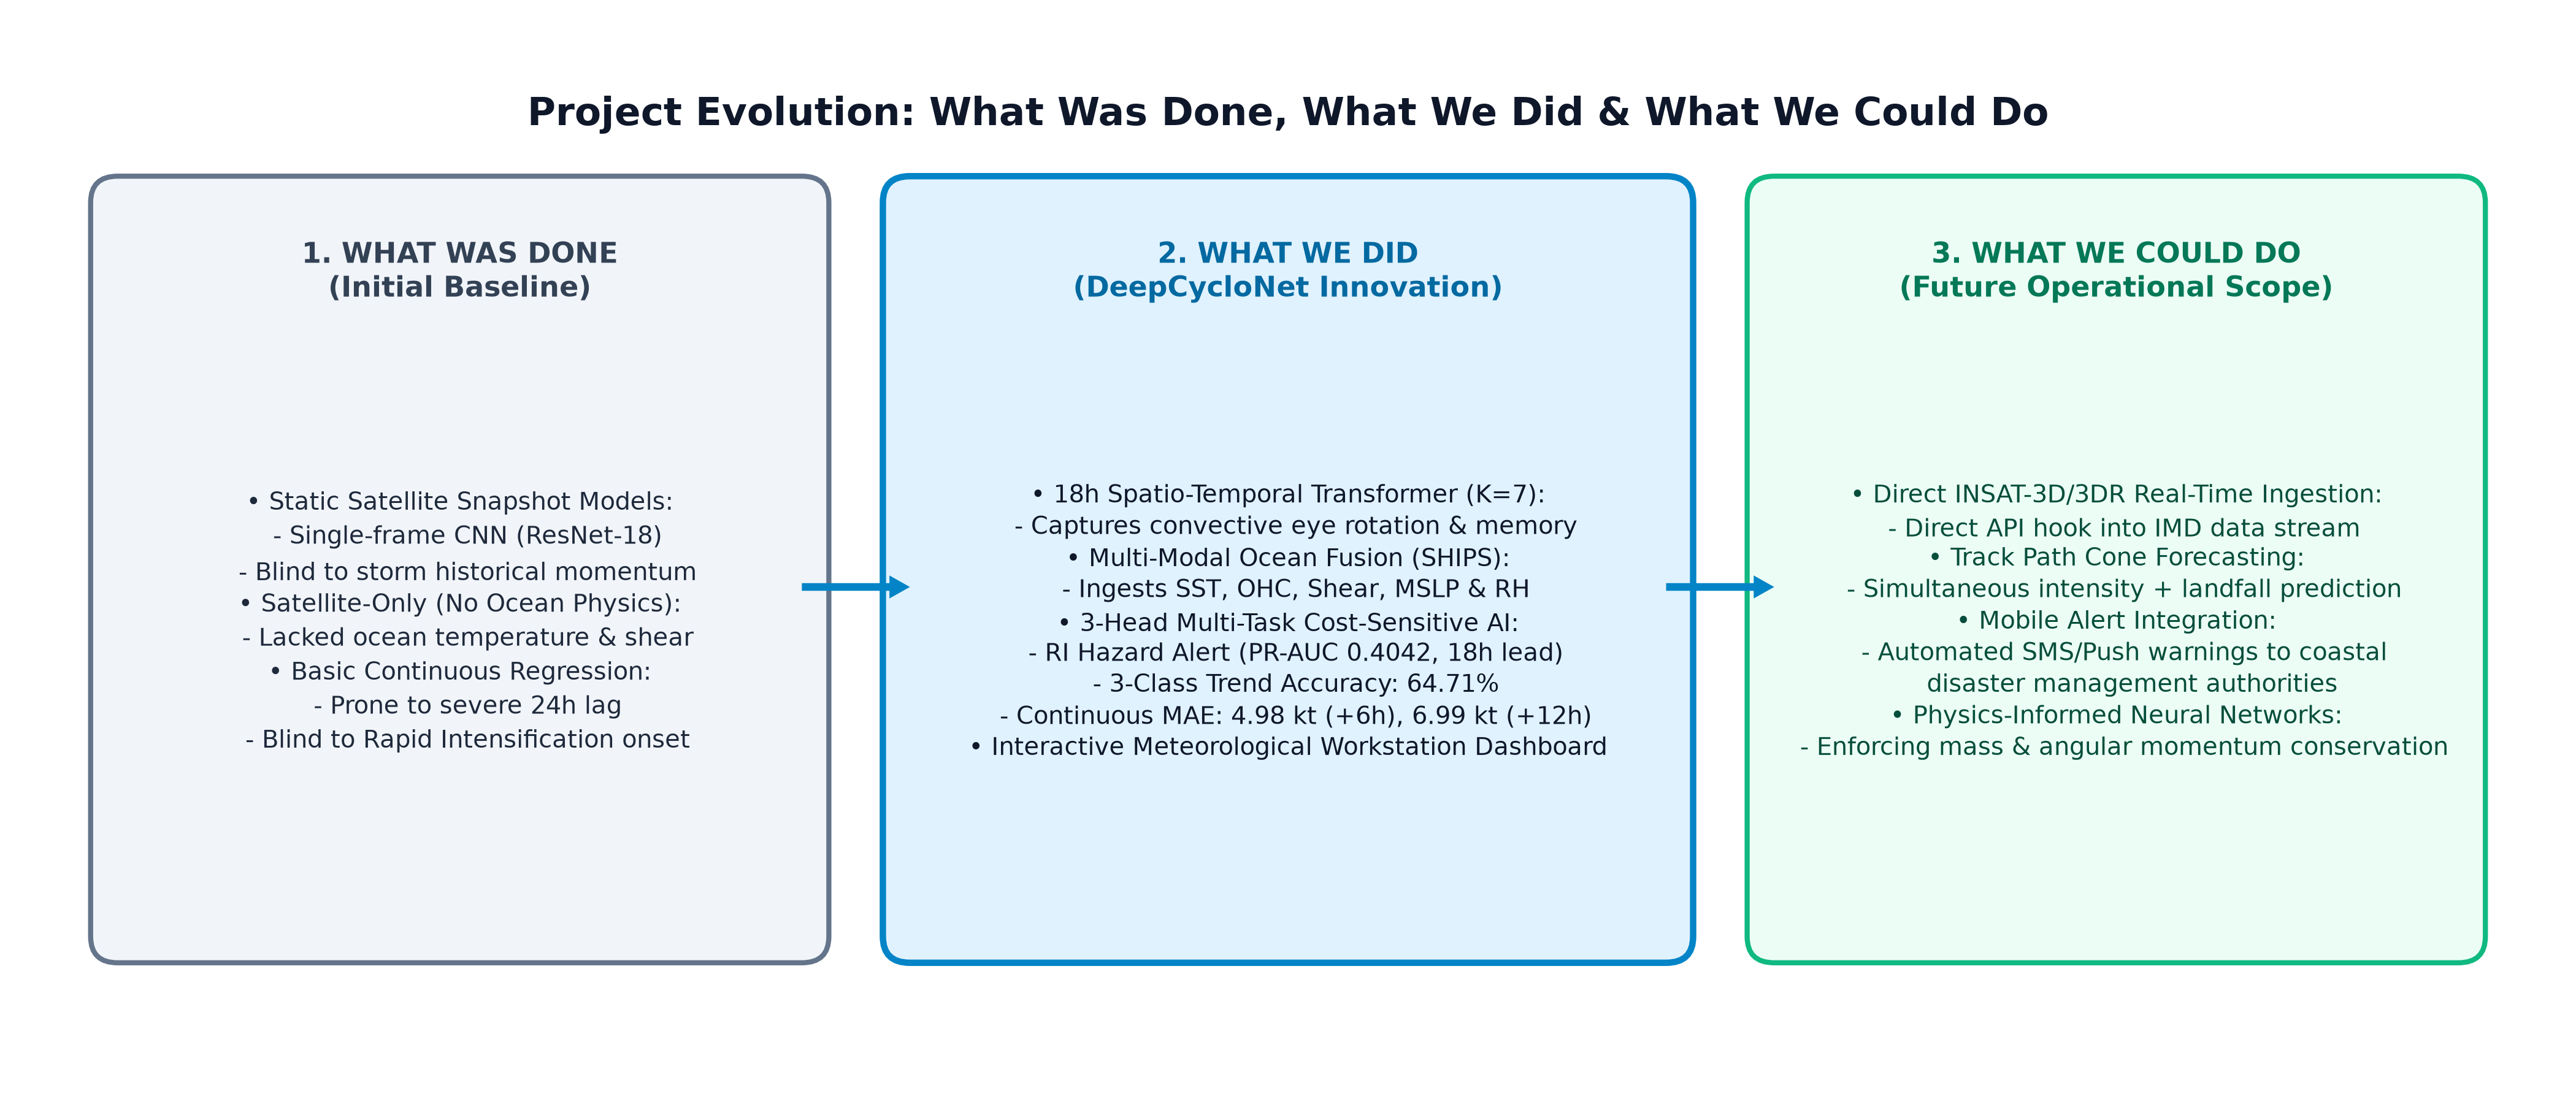 Project Evolution: What Was Done, What We Did & What We Could Do
1. WHAT WAS DONE
(Initial Baseline)
• Static Satellite Snapshot Models:
- Single-frame CNN (ResNet-18)
- Blind to storm historical momentum
• Satellite-Only (No Ocean Physics):
- Lacked ocean temperature & shear
• Basic Continuous Regression:
- Prone to severe 24h lag
- Blind to Rapid Intensification onset
2. WHAT WE DID
(DeepCycloNet Innovation)
• 18h Spatio-Temporal Transformer (K=7):
- Captures convective eye rotation & memory
• Multi-Modal Ocean Fusion (SHIPS):
- Ingests SST, OHC, Shear, MSLP & RH
• 3-Head Multi-Task Cost-Sensitive AI:
- RI Hazard Alert (PR-AUC 0.4042, 18h lead)
- 3-Class Trend Accuracy: 64.71%
- Continuous MAE: 4.98 kt (+6h), 6.99 kt (+12h)
• Interactive Meteorological Workstation Dashboard
3. WHAT WE COULD DO
(Future Operational Scope)
• Direct INSAT-3D/3DR Real-Time Ingestion:
- Direct API hook into IMD data stream
• Track Path Cone Forecasting:
- Simultaneous intensity + landfall prediction
• Mobile Alert Integration:
- Automated SMS/Push warnings to coastal
disaster management authorities
• Physics-Informed Neural Networks:
- Enforcing mass & angular momentum conservation